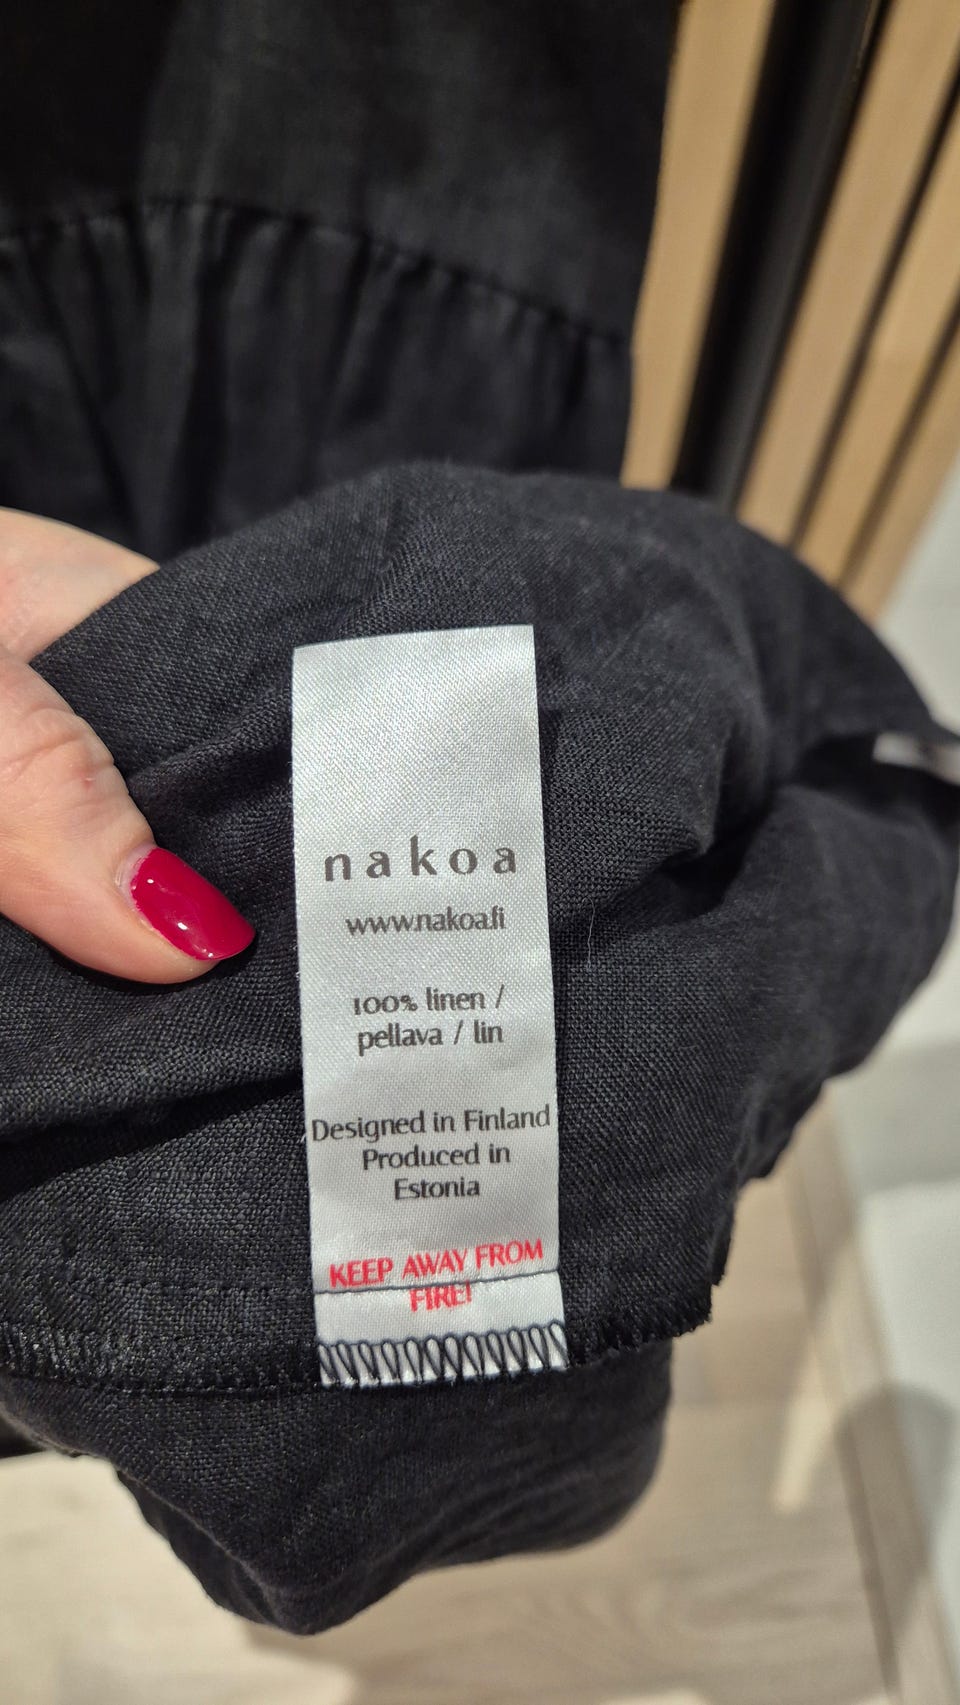 nakoa
www.nakoa.fi
100% linen /
pellava / lin
Designed in Finland
Produced in
Estonia
KEEP AWAY FROM
FIRE!